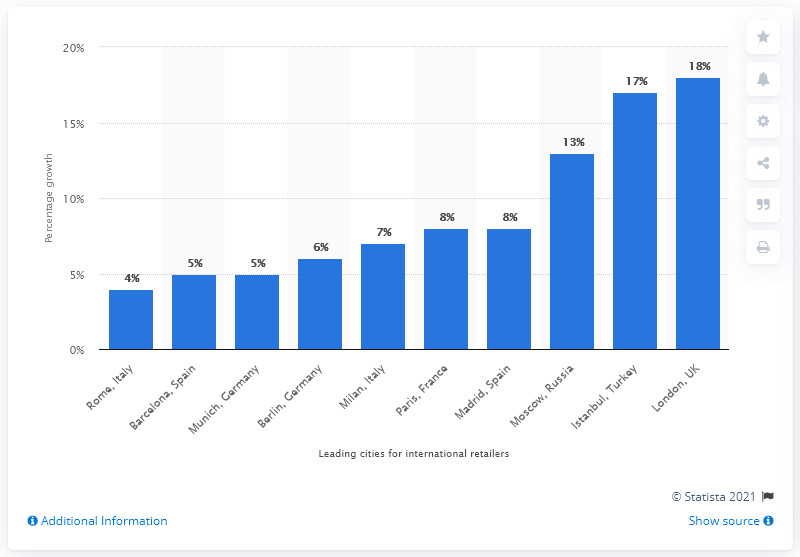 20%
15%
10%
5%
0%
Percentage growth
4%
5%
5%
6%
7%
8%
8%
13%
17%
18%
Rome, Italy
Barcelona, Spain
Munich, Germany
Berlin, Germany
Milan, Italy
Paris, France
Madrid, Spain
Moscow, Russia
Istanbul, Turkey
London, UK
Leading cities for international retailers
© Statista 2021
Additional Information
Show source